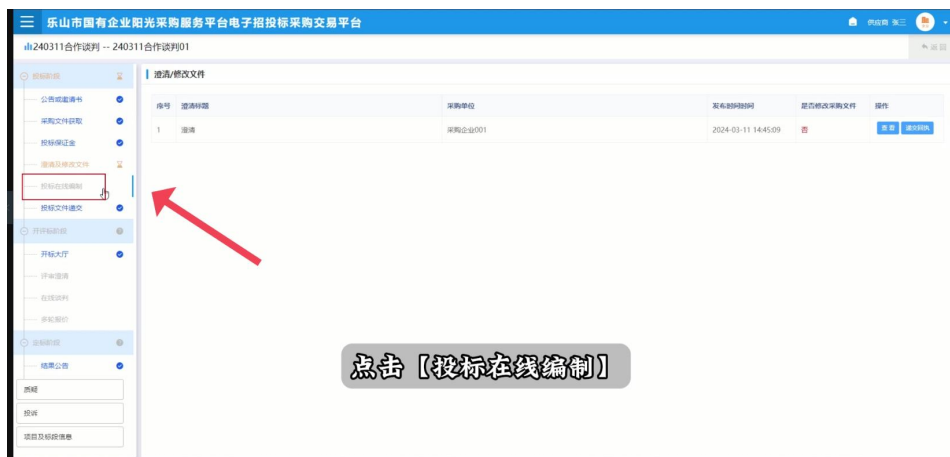 乐山市国有企业阳光采购服务平台电子招投标采购交易平台
供应商 张三
240311合作谈判 -- 240311合作谈判01
返回
投标阶段
公告或邀请书
采购文件获取
投标保证金
澄清及修改文件
投标在线编制
投标文件递交
开评标阶段
开标大厅
评审澄清
在线谈判
多轮报价
定标阶段
结果公告
质疑
投诉
项目及标段信息
澄清/修改文件
序号 澄清标题 采购单位 发布时间时间 是否修改采购文件 操作
1 澄清 采购企业001 2024-03-11 14:45:09 否 查看 递交回执
点击【投标在线编制】